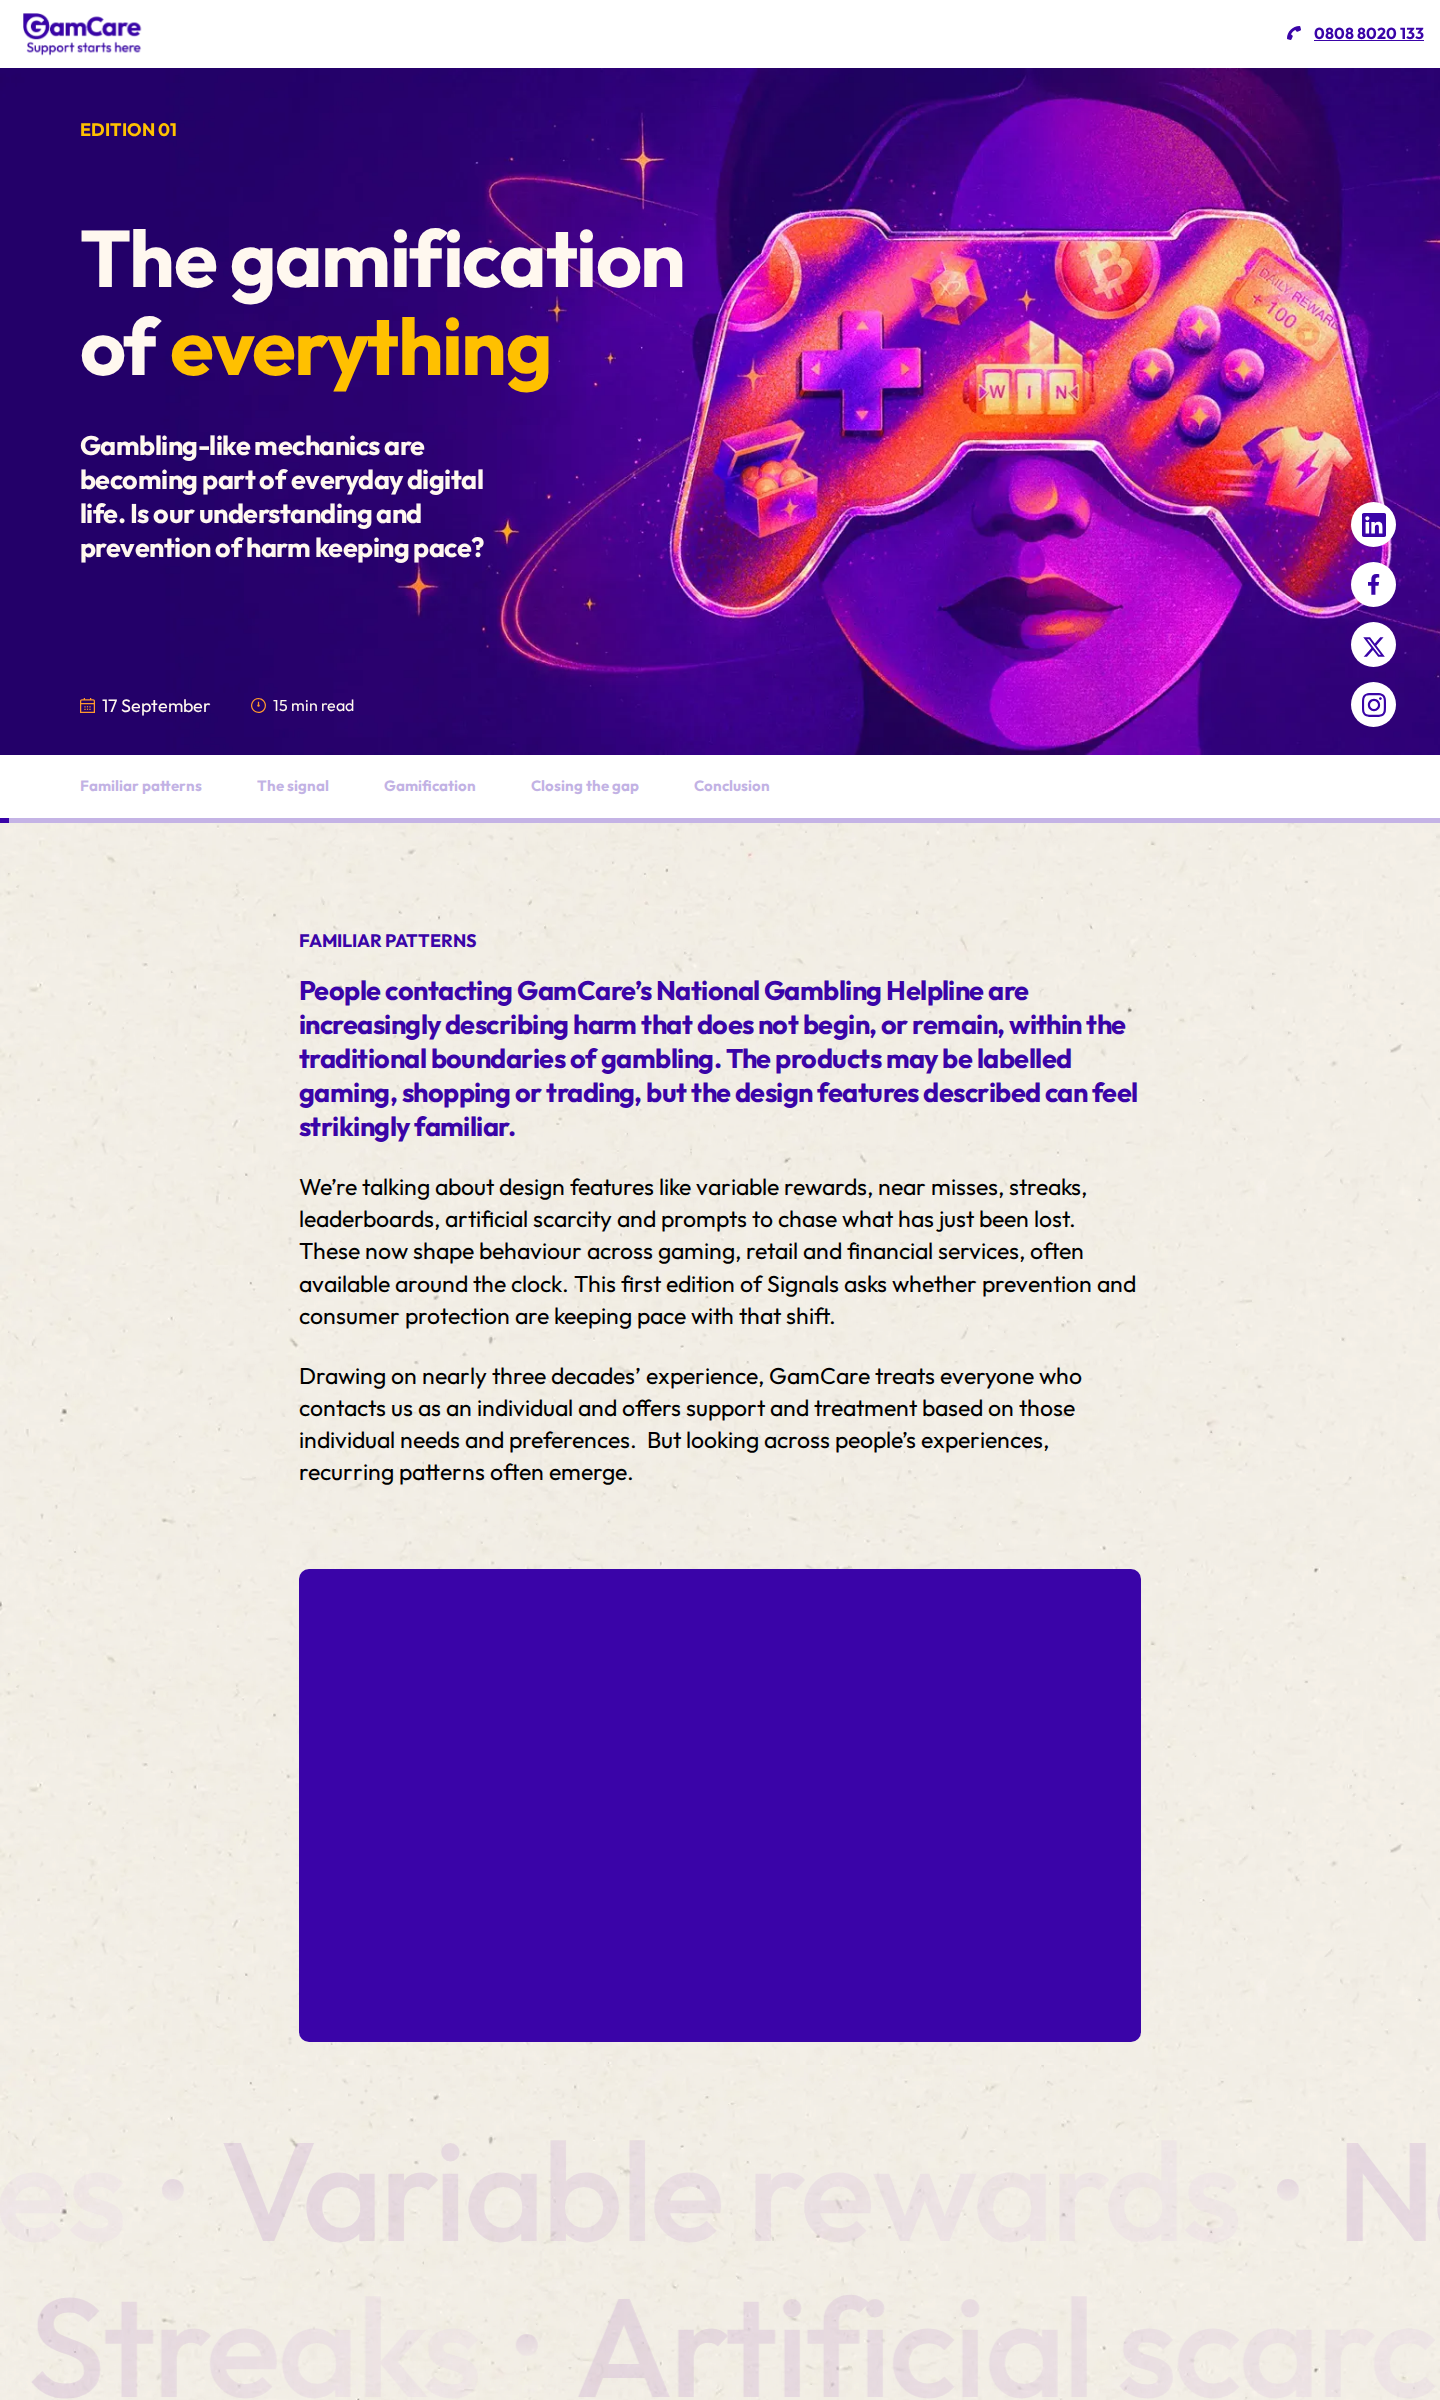 GamCare
Support starts here
0808 8020 133
EDITION 01
The gamification
of everything
Gambling-like mechanics are
becoming part of everyday digital
life. Is our understanding and
prevention of harm keeping pace?
DAILY REWARD
+ 100
WIN
17 September
15 min read
Familiar patterns
The signal
Gamification
Closing the gap
Conclusion
FAMILIAR PATTERNS
People contacting GamCare’s National Gambling Helpline are
increasingly describing harm that does not begin, or remain, within the
traditional boundaries of gambling. The products may be labelled
gaming, shopping or trading, but the design features described can feel
strikingly familiar.
We’re talking about design features like variable rewards, near misses, streaks,
leaderboards, artificial scarcity and prompts to chase what has just been lost.
These now shape behaviour across gaming, retail and financial services, often
available around the clock. This first edition of Signals asks whether prevention and
consumer protection are keeping pace with that shift.
Drawing on nearly three decades’ experience, GamCare treats everyone who
contacts us as an individual and offers support and treatment based on those
individual needs and preferences.  But looking across people’s experiences,
recurring patterns often emerge.
es · Variable rewards · Ne
Streaks · Artificial scarc